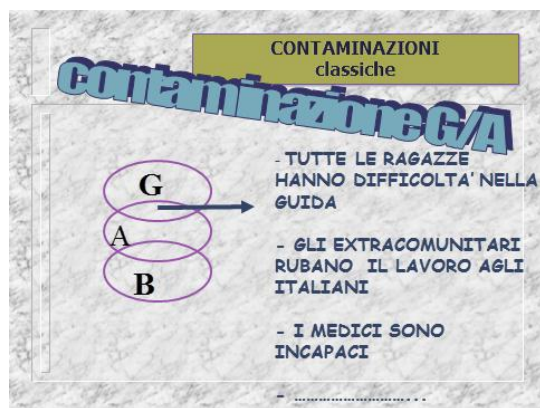 CONTAMINAZIONI
classiche
contaminazione G/A
G
A
B
- TUTTE LE RAGAZZE
HANNO DIFFICOLTA' NELLA
GUIDA
- GLI EXTRACOMUNITARI
RUBANO IL LAVORO AGLI
ITALIANI
- I MEDICI SONO
INCAPACI
- …………………………...